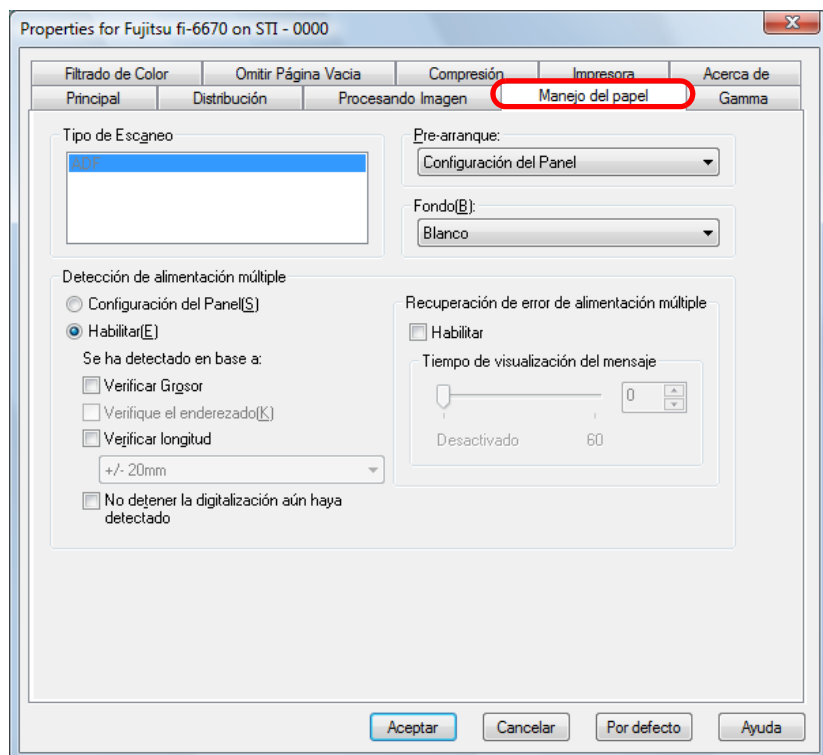 Properties for Fujitsu fi-6670 on STI - 0000
Filtrado de Color
Omitir Página Vacia
Compresión
Impresora
Acerca de
Principal
Distribución
Procesando Imagen
Manejo del papel
Gamma
Tipo de Escaneo
ADF
Pre-arranque:
Configuración del Panel
Fondo(B):
Blanco
Detección de alimentación múltiple
Configuración del Panel(S)
Habilitar(E)
Se ha detectado en base a:
Verificar Grosor
Verifique el enderezado(K)
Verificar longitud
+/- 20mm
No detener la digitalización aún haya
detectado
Recuperación de error de alimentación múltiple
Habilitar
Tiempo de visualización del mensaje
0
Desactivado
60
Aceptar
Cancelar
Por defecto
Ayuda